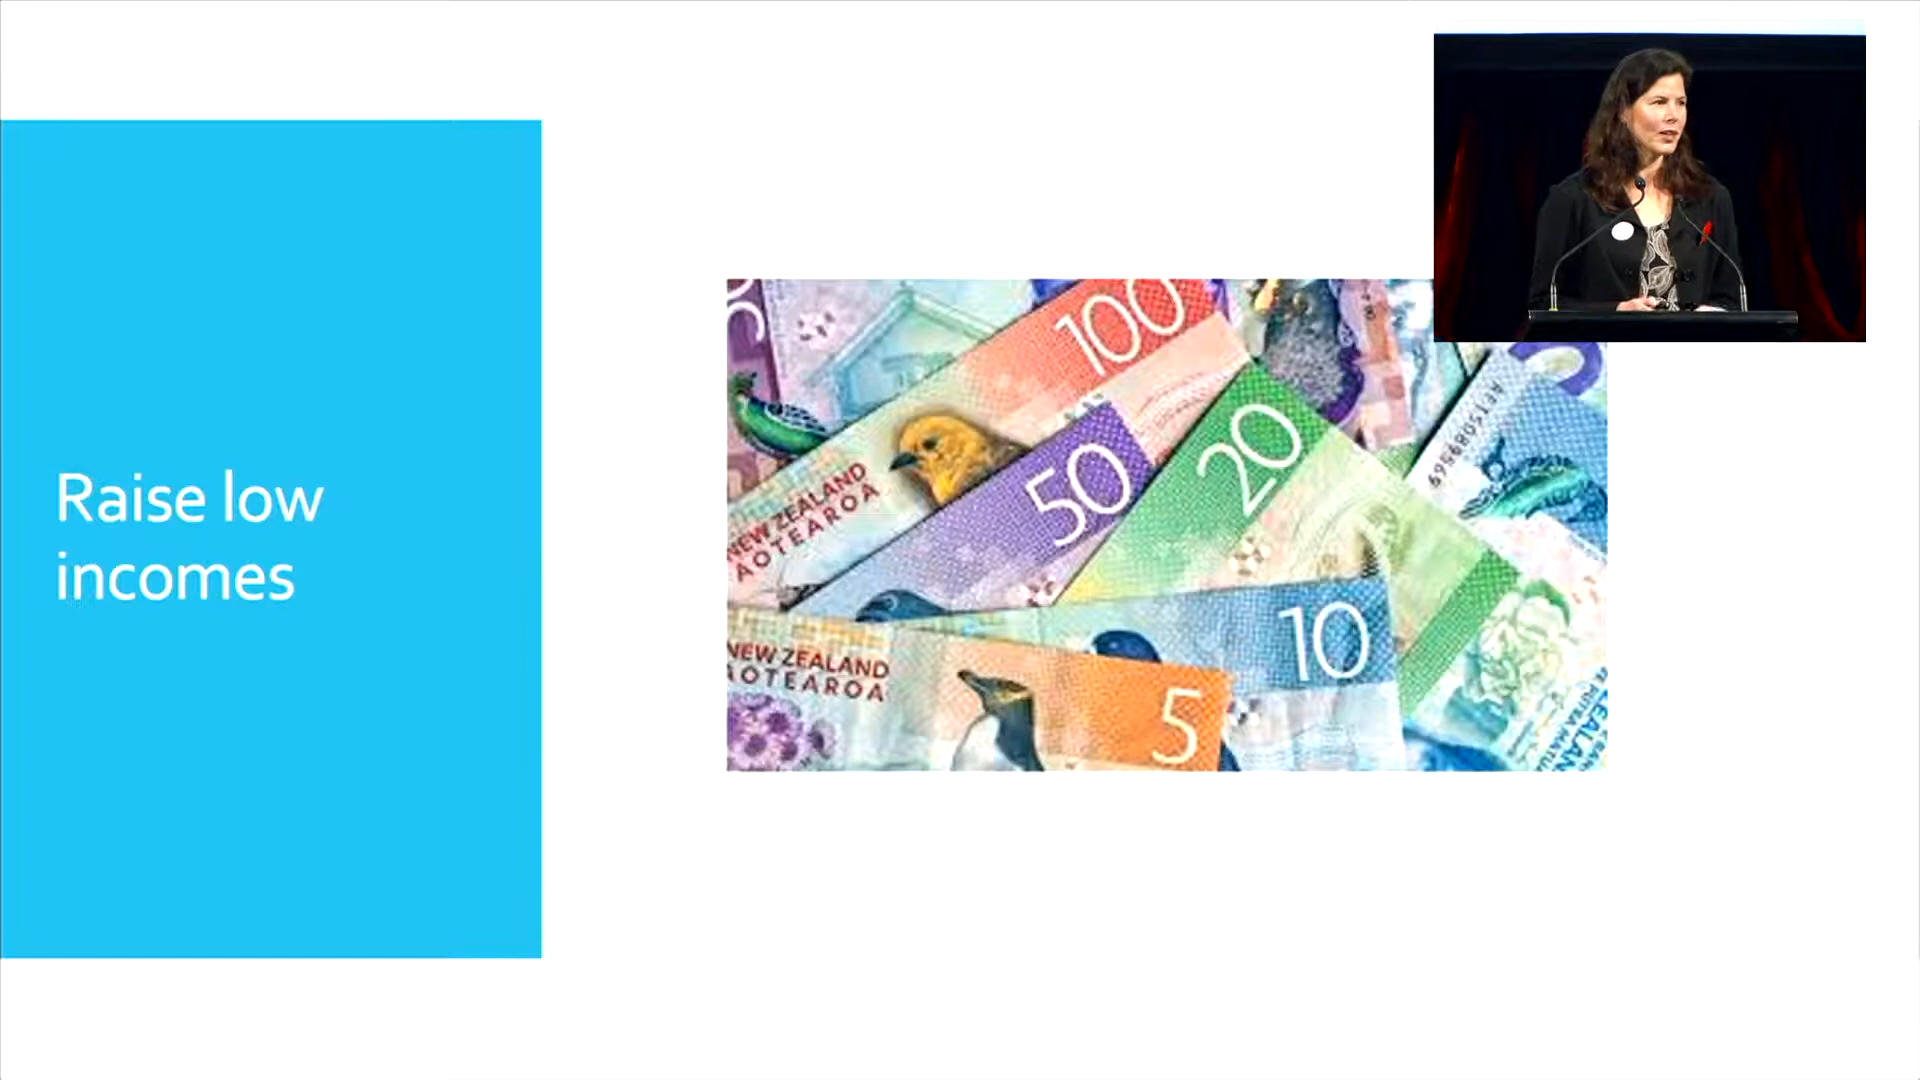 Raise low
incomes
100
NEW ZEALAND
AOTEAROA
50
20
10
NEW ZEALAND
AOTEAROA
5